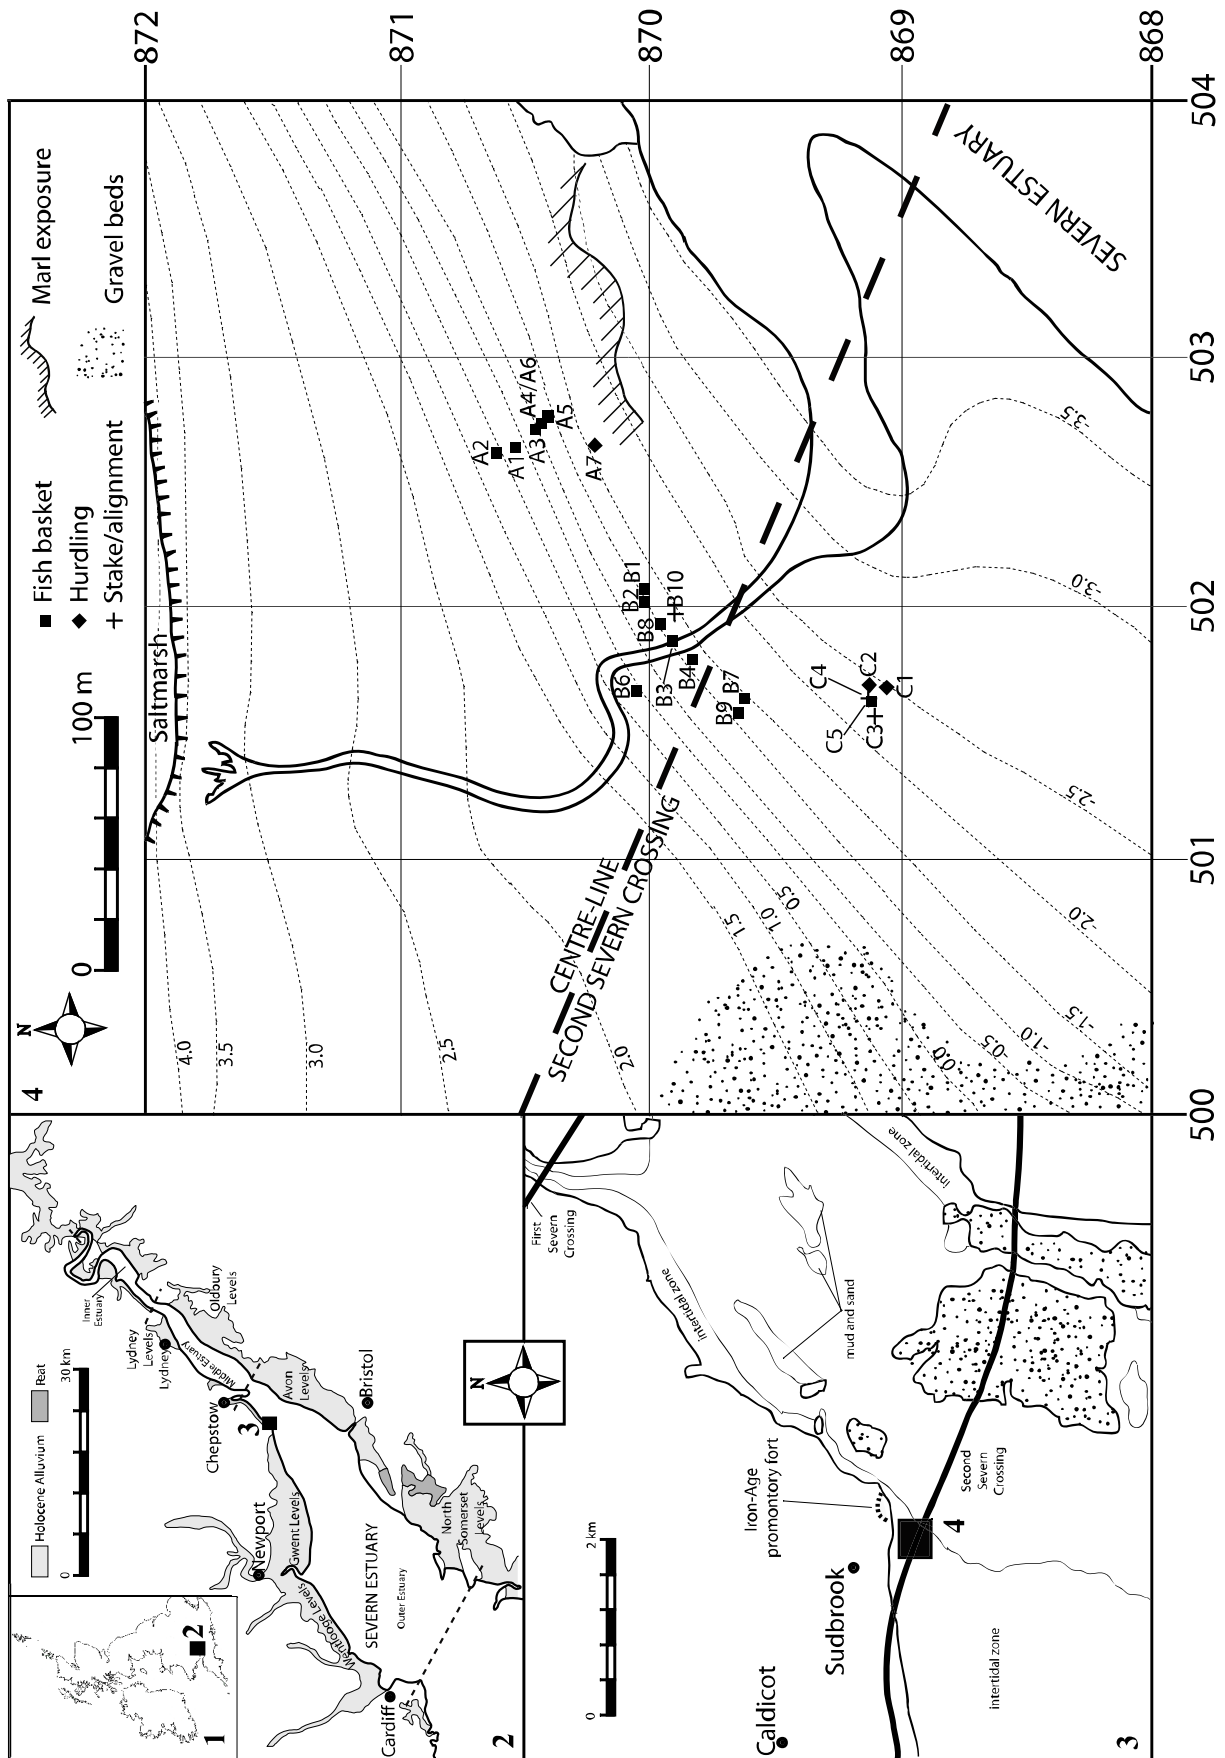 1
2
Holocene Alluvium
Peat
0
30 km
Inner
Estuary
Lydney
Levels
Lydney
Middle Estuary
Oldbury
Levels
Chepstow
3
Avon
Levels
Bristol
Newport
Gwent Levels
Wentlooge Levels
SEVERN ESTUARY
Outer Estuary
North
Somerset
Levels
Cardiff
2
N
0
2 km
First
Severn
Crossing
intertidal zone
intertidal zone
mud and sand
Iron-Age
promontory fort
Second
Severn
Crossing
4
Sudbrook
Caldicot
intertidal zone
3
4
N
0
100 m
Fish basket
Hurdling
Stake/alignment
Marl exposure
Gravel beds
Saltmarsh
872
871
870
869
868
500
501
502
503
504
4.0
3.5
3.0
2.5
2.0
1.5
1.0
0.5
0.0
-0.5
-1.0
-1.5
-2.0
-2.5
-3.0
-3.5
CENTRE-LINE
SECOND SEVERN CROSSING
SEVERN ESTUARY
A2
A1
A3
A4/A6
A5
A7
B2
B1
B8
B10
B3
B6
B4
B9
B7
C4
C2
C5
C3
C1